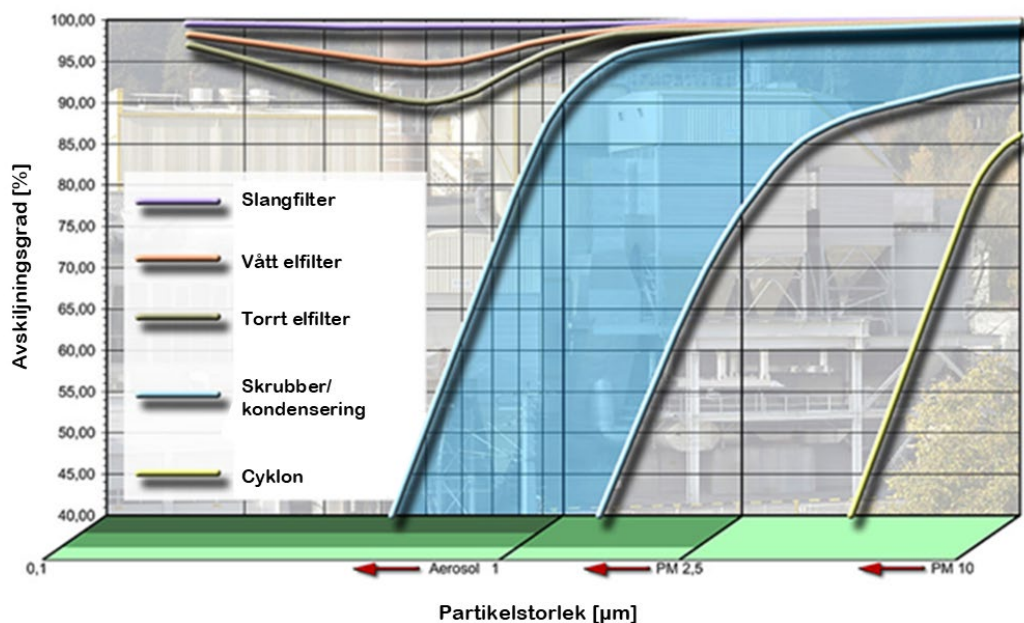 100,00
98,00
95,00
90,00
85,00
80,00
75,00
70,00
65,00
60,00
55,00
50,00
45,00
40,00
Avskiljningsgrad [%]
Slangfilter
Vått elfilter
Torrt elfilter
Skrubber/
kondensering
Cyklon
0,1
Aerosol 1
PM 2,5
PM 10
Partikelstorlek [µm]